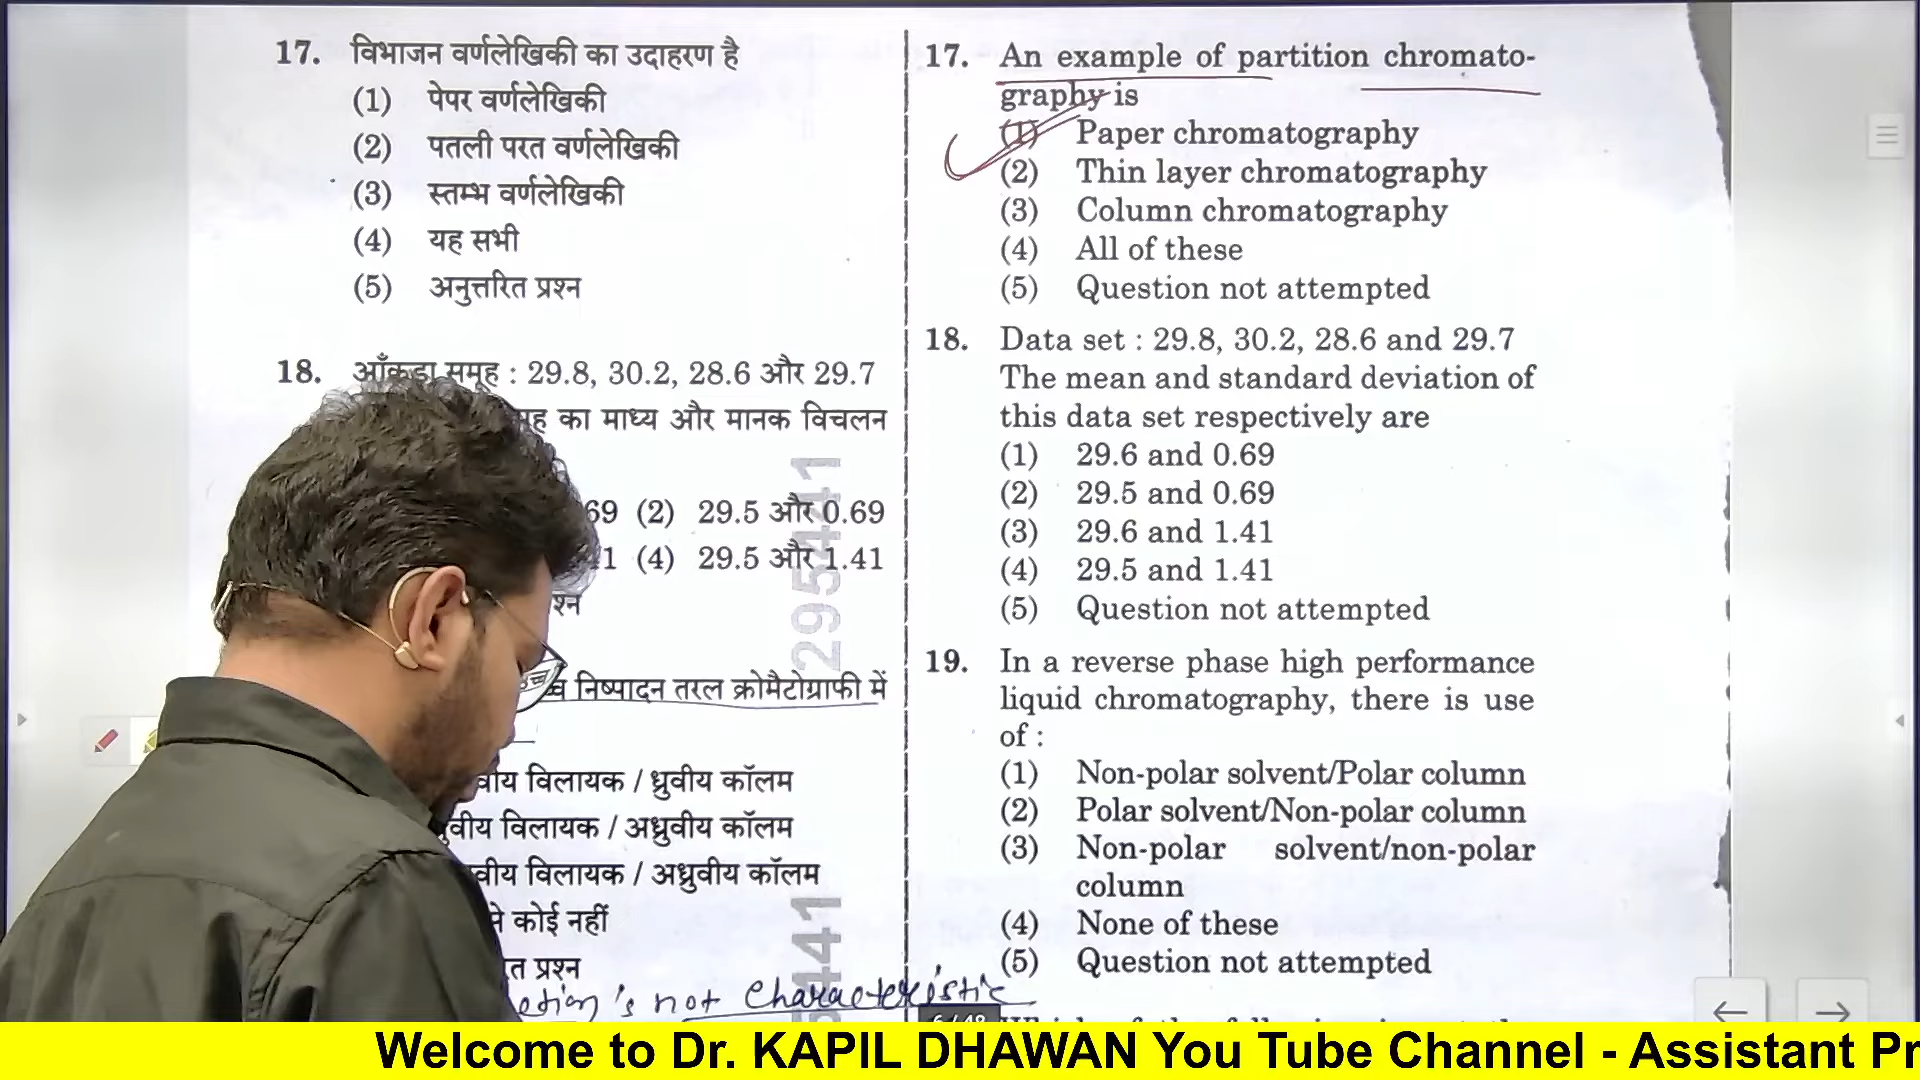 17. विभाजन वर्णलेखिकी का उदाहरण है
(1) पेपर वर्णलेखिकी
(2) पतली परत वर्णलेखिकी
(3) स्तम्भ वर्णलेखिकी
(4) यह सभी
(5) अनुत्तरित प्रश्न
18. आँकड़ा समूह : 29.8, 30.2, 28.6 और 29.7
का माध्य और मानक विचलन
69 (2) 29.5 और 0.69
1 (4) 29.5 और 1.41
295441
निष्पादन तरल क्रोमैटोग्राफी में
विलायक / ध्रुवीय कॉलम
विलायक / अध्रुवीय कॉलम
विलायक / अध्रुवीय कॉलम
से कोई नहीं
प्रश्न
5441
is not characteristic
17. An example of partition chromato-
graphy is
(1) Paper chromatography
(2) Thin layer chromatography
(3) Column chromatography
(4) All of these
(5) Question not attempted
18. Data set : 29.8, 30.2, 28.6 and 29.7
The mean and standard deviation of
this data set respectively are
(1) 29.6 and 0.69
(2) 29.5 and 0.69
(3) 29.6 and 1.41
(4) 29.5 and 1.41
(5) Question not attempted
19. In a reverse phase high performance
liquid chromatography, there is use
of :
(1) Non-polar solvent/Polar column
(2) Polar solvent/Non-polar column
(3) Non-polar solvent/non-polar
column
(4) None of these
(5) Question not attempted
6 / 48
Welcome to Dr. KAPIL DHAWAN You Tube Channel - Assistant Pr